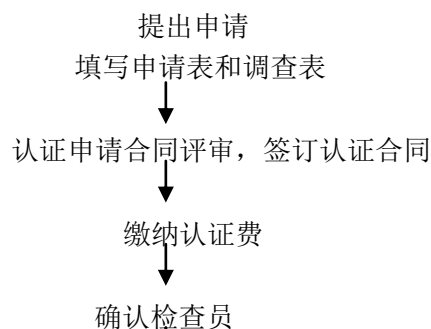 提出申请
填写申请表和调查表
认证申请合同评审，签订认证合同
缴纳认证费
确认检查员